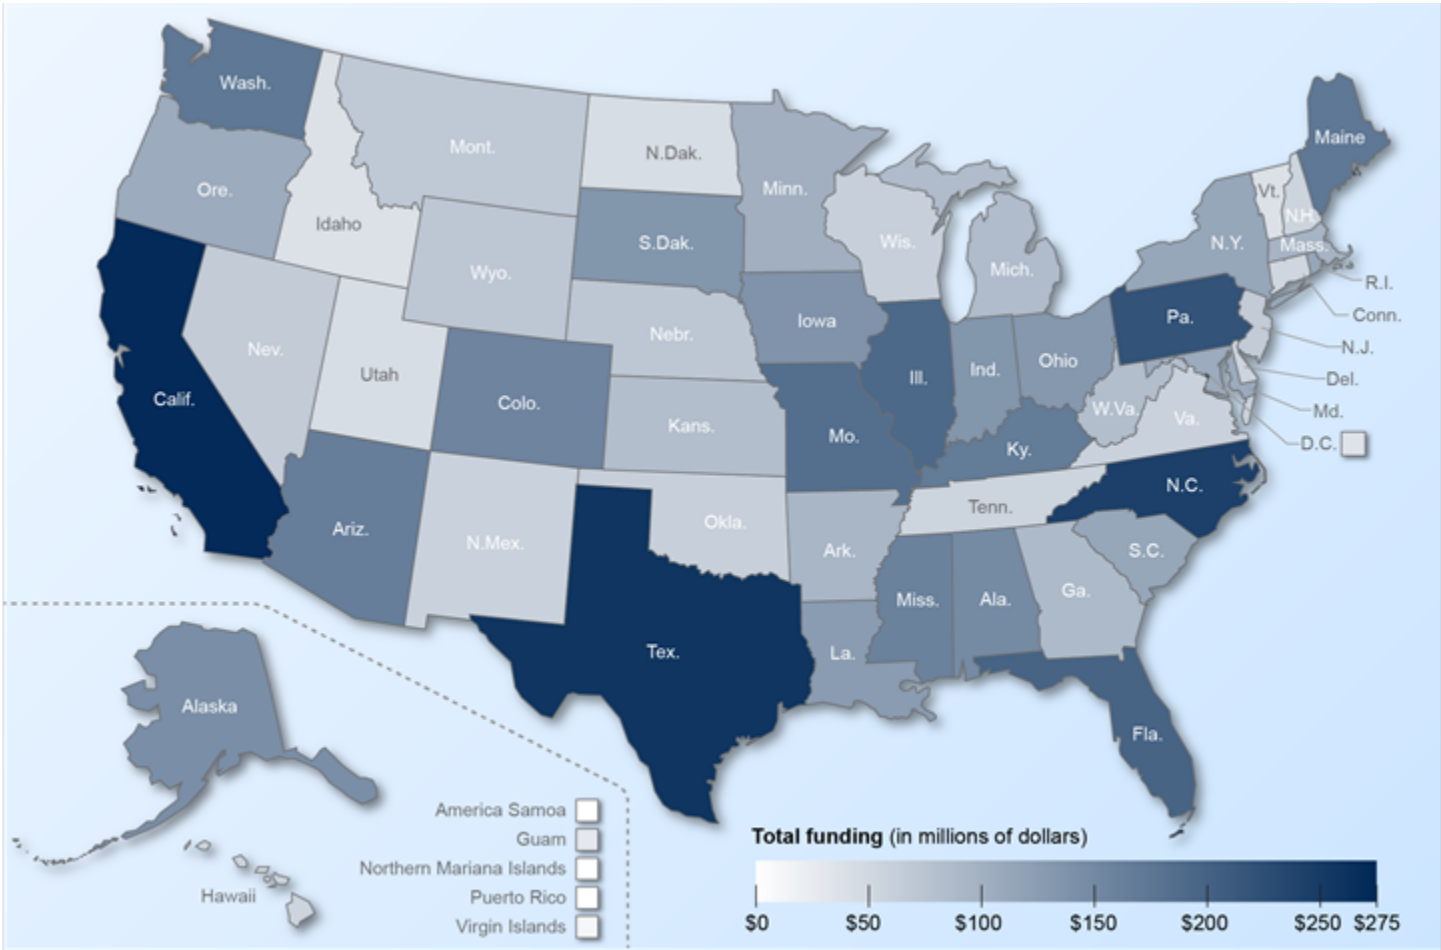 Wash.
Maine
Mont.
N.Dak.
Minn.
Ore.
Vt.
N.H.
Idaho
S.Dak.
Wis.
N.Y.
Mass.
Wyo.
Mich.
R.I.
Conn.
Pa.
Iowa
Nebr.
Nev.
N.J.
Utah
Ohio
Ind.
Ill.
Del.
Calif.
Colo.
W.Va.
Md.
Va.
Kans.
Mo.
D.C.
Ky.
N.C.
Tenn.
Okla.
Ariz.
N.Mex.
Ark.
S.C.
Ga.
Miss.
Ala.
Tex.
La.
Alaska
Fla.
America Samoa
Guam
Northern Mariana Islands
Hawaii
Puerto Rico
Virgin Islands
Total funding (in millions of dollars)
$0 $50 $100 $150 $200 $250 $275